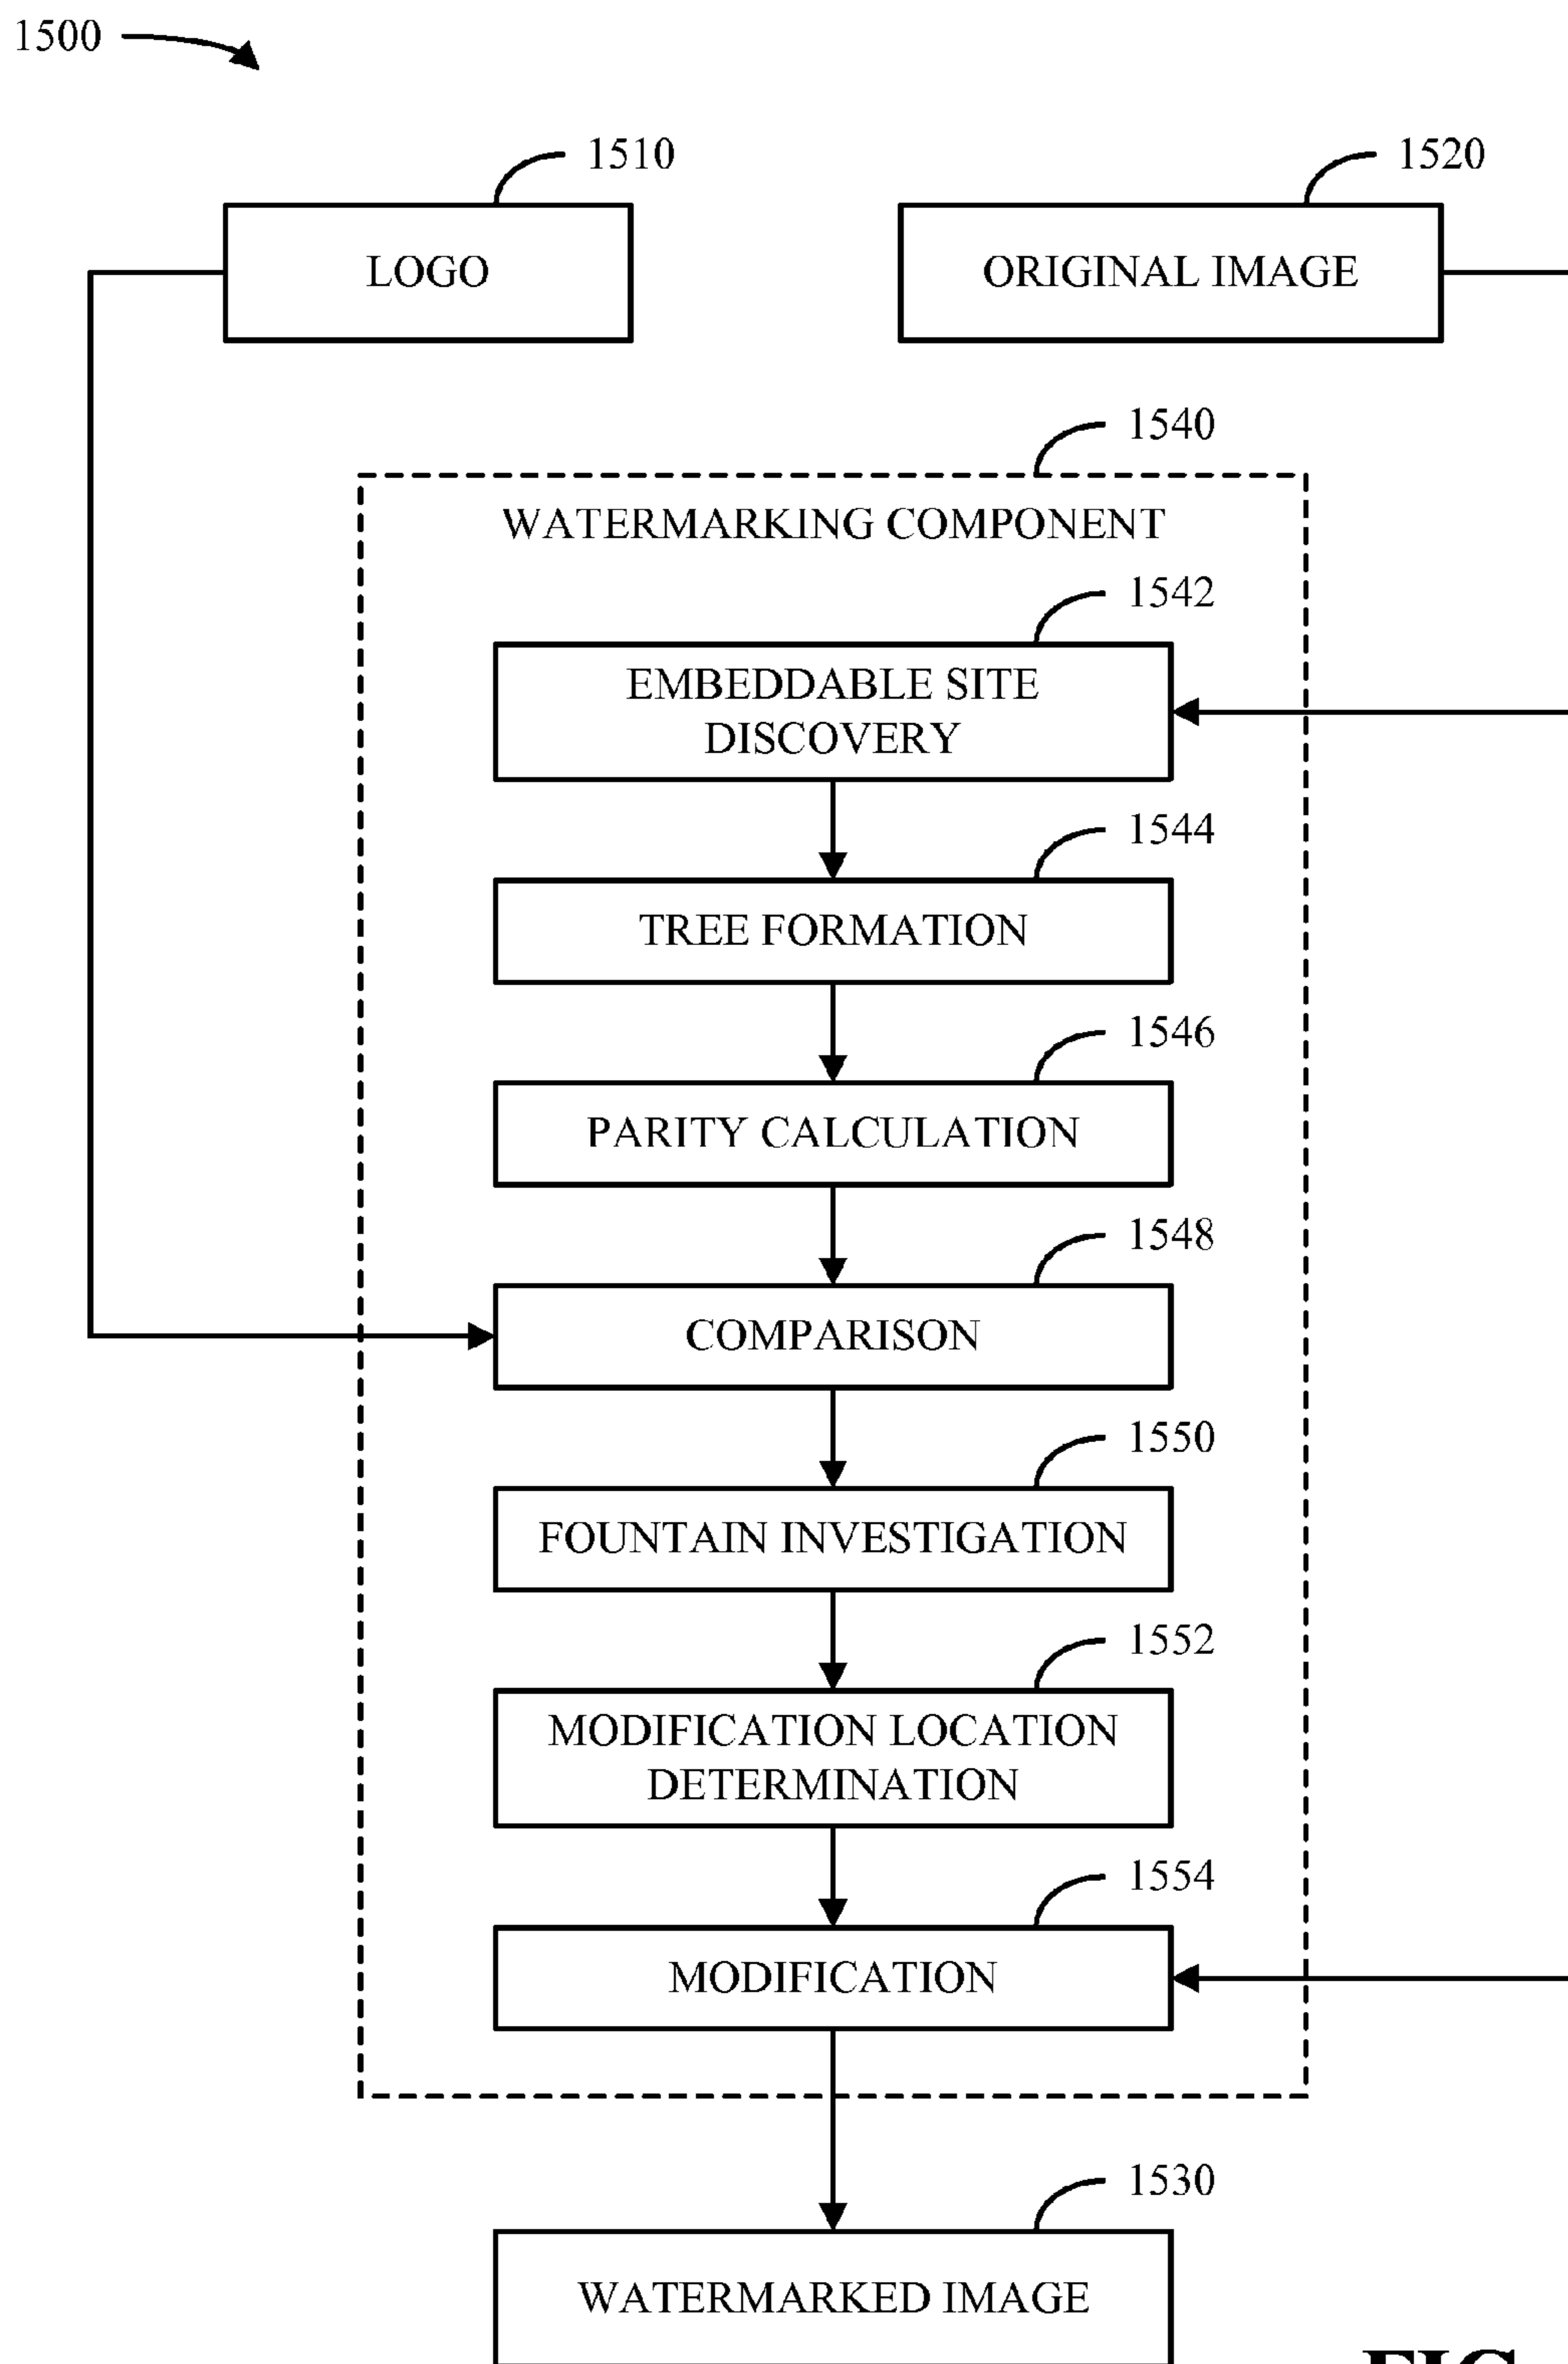 1500
1510
1520
LOGO
ORIGINAL IMAGE
1540
WATERMARKING COMPONENT
1542
EMBEDDABLE SITE
DISCOVERY
1544
TREE FORMATION
1546
PARITY CALCULATION
1548
COMPARISON
1550
FOUNTAIN INVESTIGATION
1552
MODIFICATION LOCATION
DETERMINATION
1554
MODIFICATION
1530
WATERMARKED IMAGE